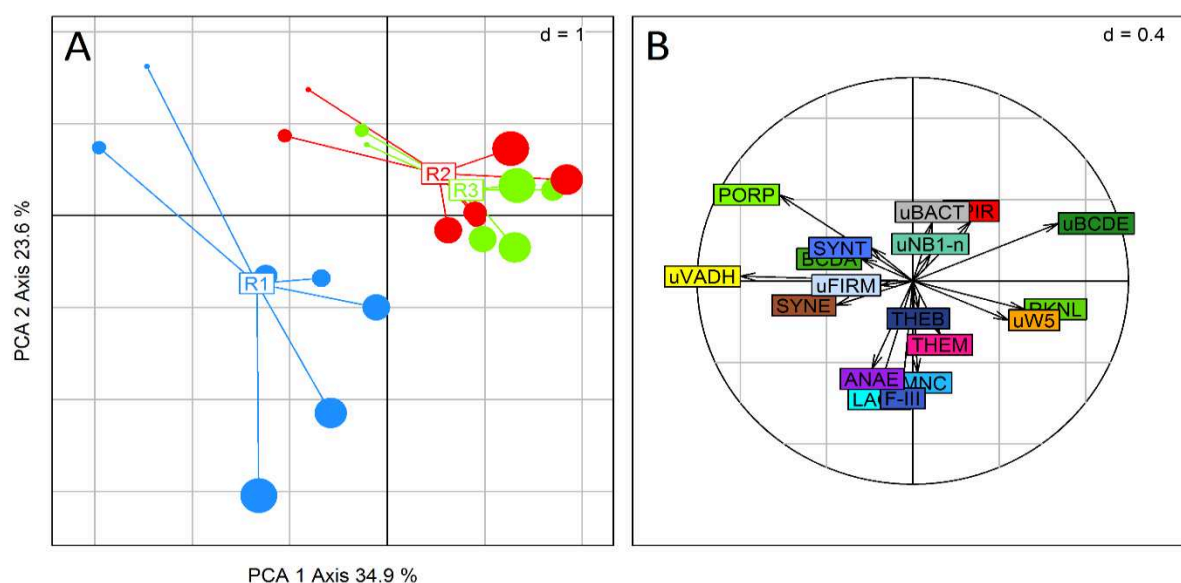 A
d = 1
R2
R3
R1
PCA 2 Axis 23.6 %
PCA 1 Axis 34.9 %
B
d = 0.4
PORP
uBACT
uBCDE
SYNT
uNB1-n
uVADH
uFIRM
SYNE
THEB
uW5
THEM
ANAE
F-III